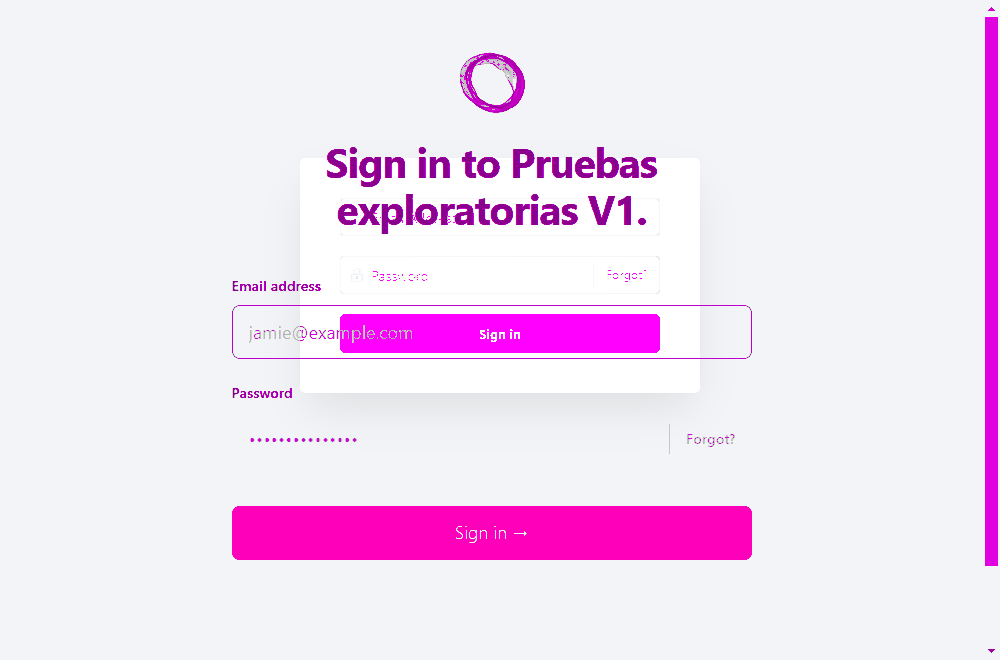 Sign in to Pruebas
exploratorias V1.
Password
Forgot?
Email address
jamie@example.com
Sign in
Password
Forgot?
Sign in →